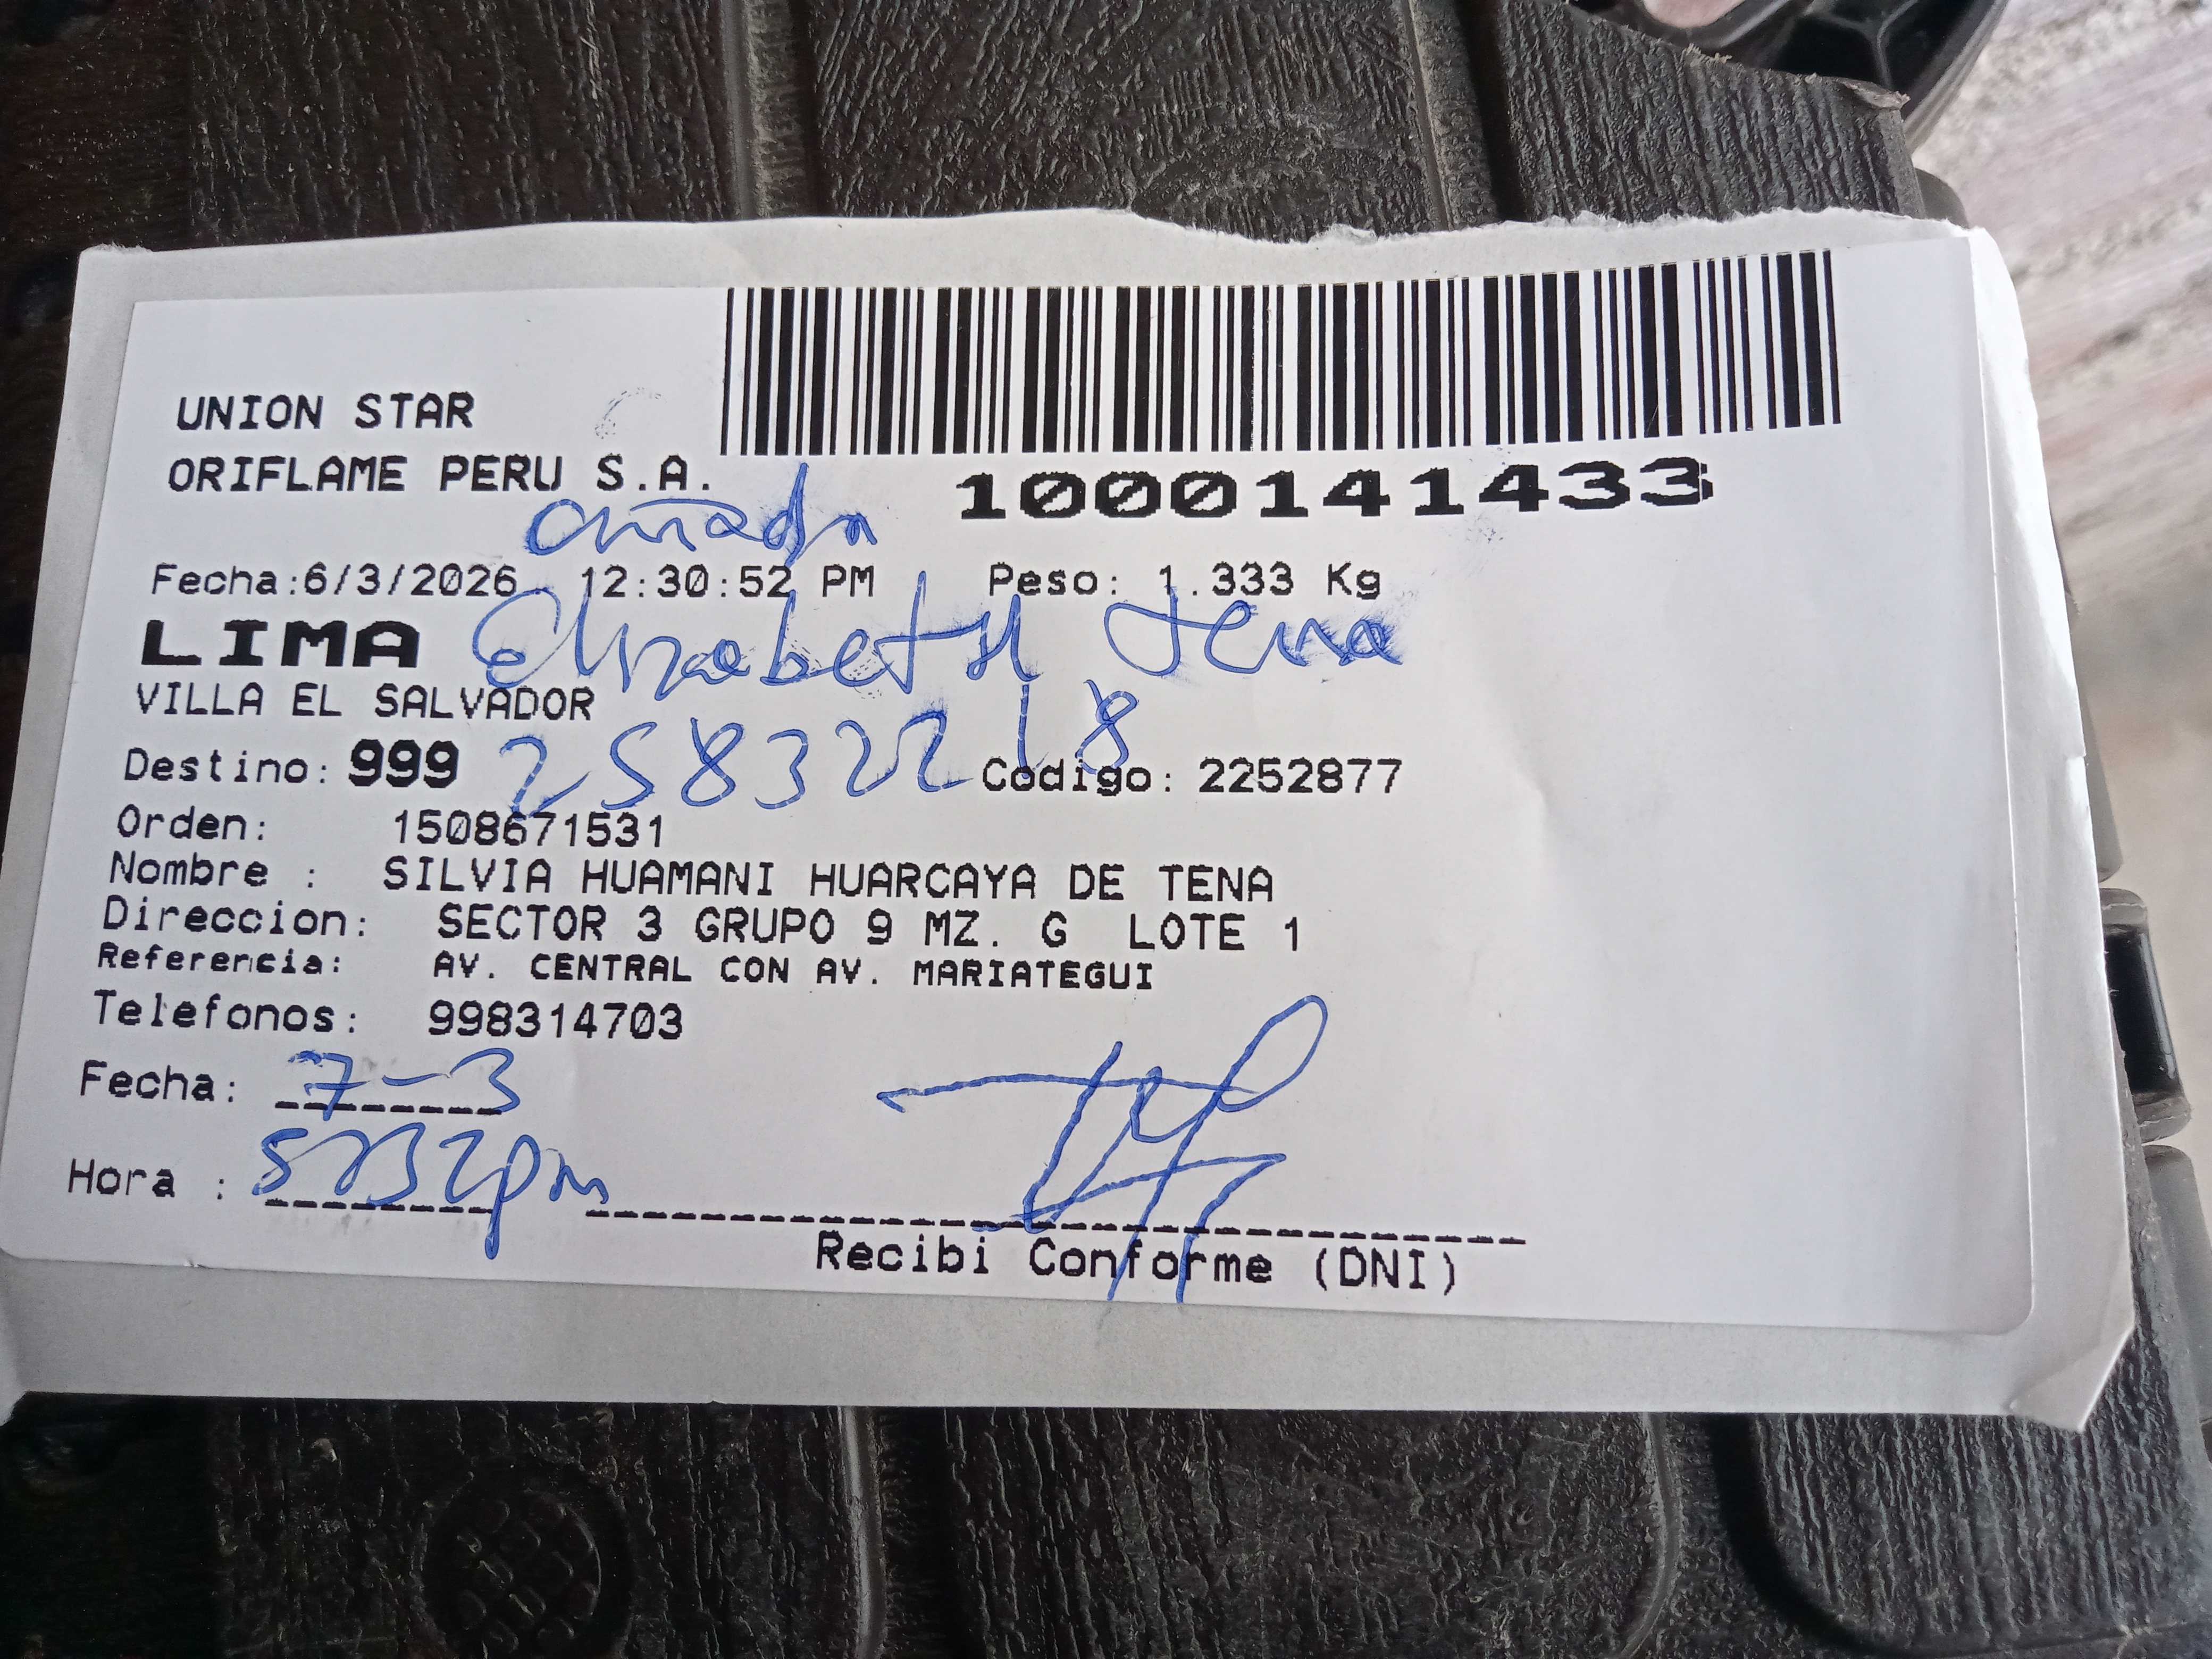 UNION STAR
ORIFLAME PERU S.A.
1000141433
cuñada
Fecha:6/3/2026 12:30:52 PM Peso: 1.333 Kg
LIMA
Elizabeth Tena
VILLA EL SALVADOR
25832218
Destino: 999 Codigo: 2252877
Orden: 1508671531
Nombre : SILVIA HUAMANI HUARCAYA DE TENA
Direccion: SECTOR 3 GRUPO 9 MZ. G LOTE 1
Referencia: AV. CENTRAL CON AV. MARIATEGUI
Telefonos: 998314703
Fecha: 7-3
Hora :
Recibi Conforme (DNI)